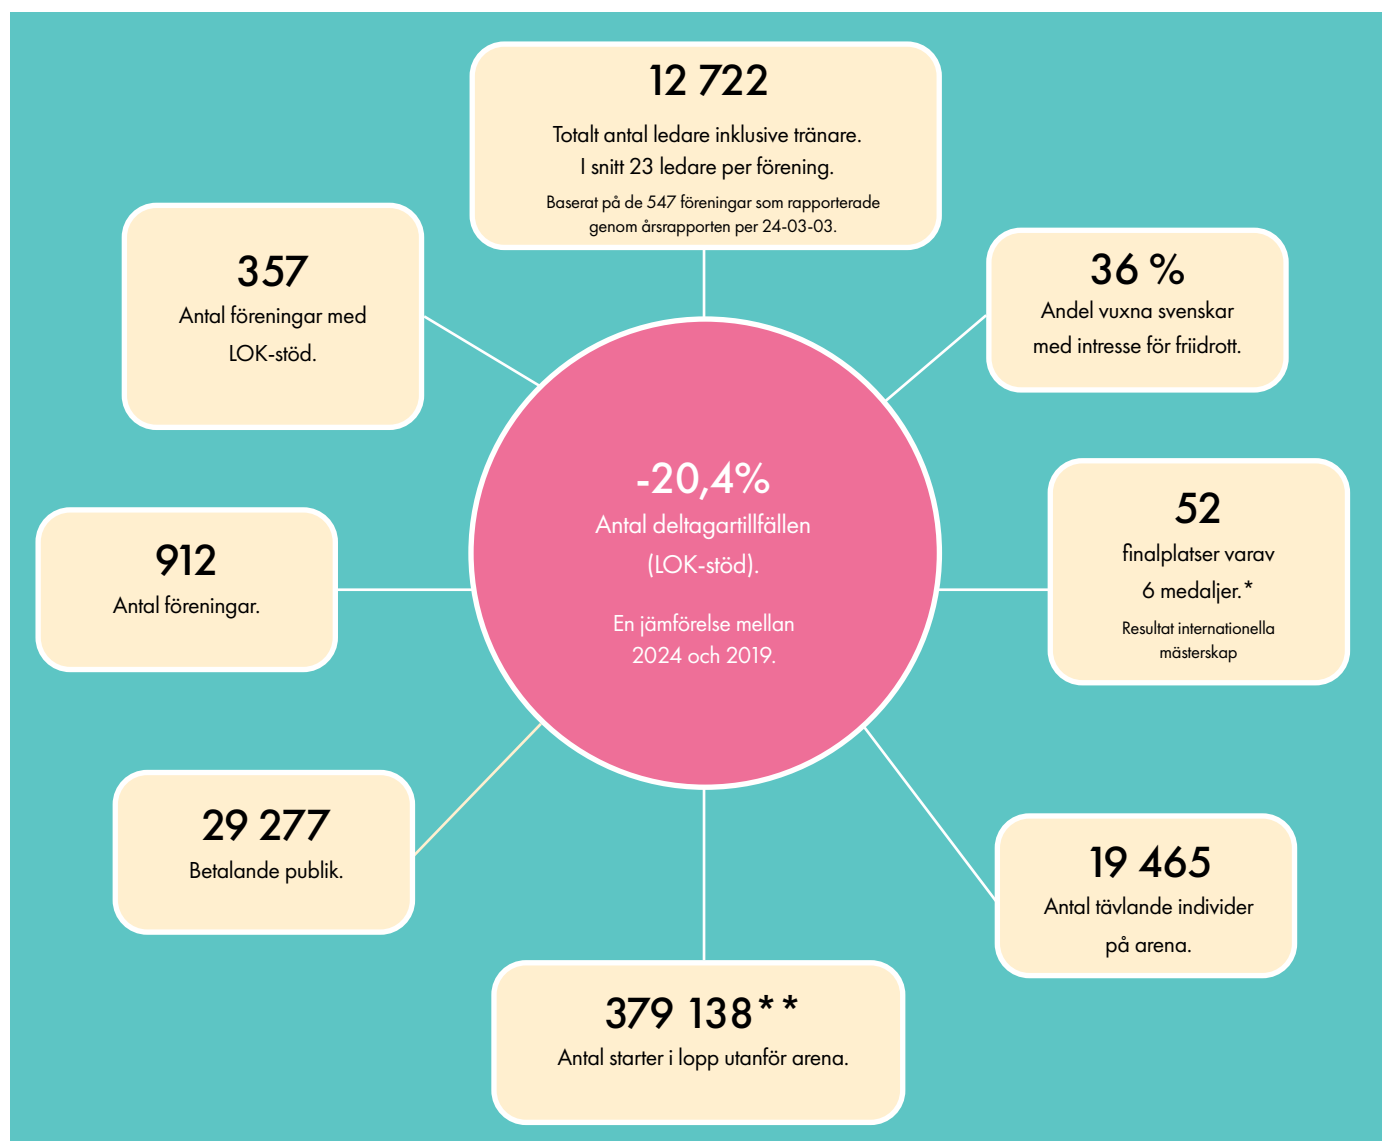 12 722
Totalt antal ledare inklusive tränare.
I snitt 23 ledare per förening.
Baserat på de 547 föreningar som rapporterade
genom årsrapporten per 24-03-03.
357
Antal föreningar med
LOK-stöd.
36 %
Andel vuxna svenskar
med intresse för friidrott.
-20,4%
Antal deltagartillfällen
(LOK-stöd).
En jämförelse mellan
2024 och 2019.
52
finalplatser varav
6 medaljer.*
Resultat internationella
mästerskap
912
Antal föreningar.
29 277
Betalande publik.
19 465
Antal tävlande individer
på arena.
379 138**
Antal starter i lopp utanför arena.